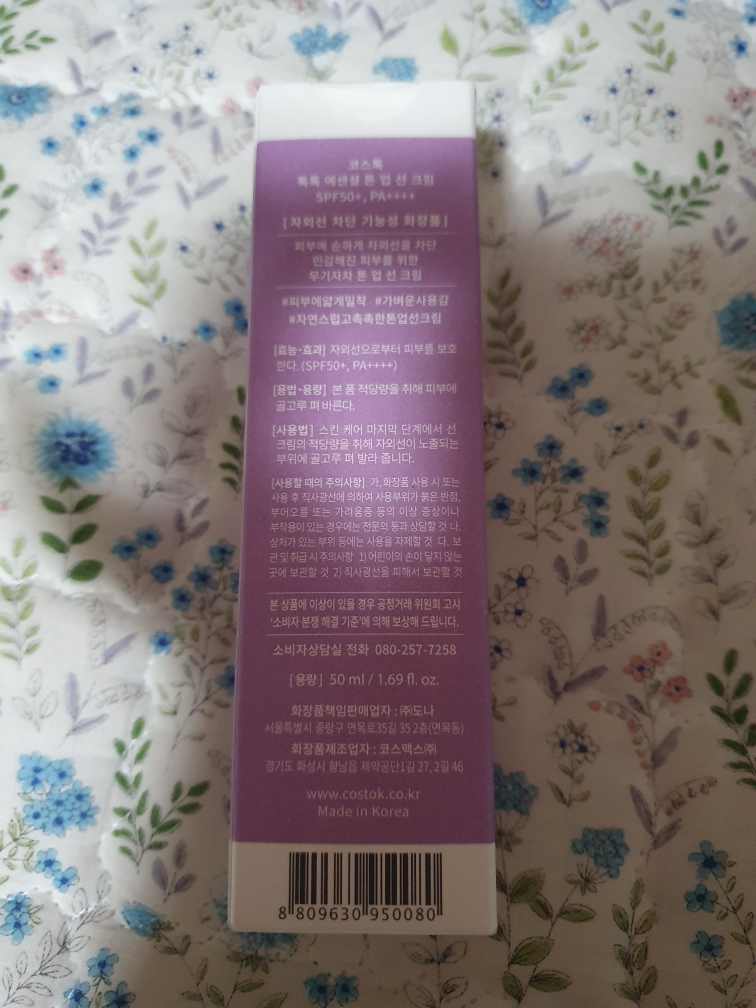 코스톡
톡톡 에센셜 톤 업 선 크림
SPF50+, PA++++
[자외선 차단 기능성 화장품]
피부에 순하게 자외선을 차단
민감해진 피부를 위한
무기자차 톤 업 선 크림
#피부에얇게밀착 #가벼운사용감
#자연스럽고촉촉한톤업선크림
[효능•효과] 자외선으로부터 피부를 보호
한다. (SPF50+, PA++++)
[용법•용량] 본 품 적당량을 취해 피부에
골고루 펴 바른다.
[사용법] 스킨 케어 마지막 단계에서 선
크림의 적당량을 취해 자외선이 노출되는
부위에 골고루 펴 발라 줍니다.
[사용할 때의 주의사항] 가. 화장품 사용 시 또는
사용 후 직사광선에 의하여 사용부위가 붉은 반점,
부어오름 또는 가려움증 등의 이상 증상이나
부작용이 있는 경우에는 전문의 등과 상담할 것 나.
상처가 있는 부위 등에는 사용을 자제할 것 다. 보
관 및 취급 시 주의사항 1) 어린이의 손이 닿지 않는
곳에 보관할 것 2) 직사광선을 피해서 보관할 것
본 상품에 이상이 있을 경우 공정거래 위원회 고시
'소비자 분쟁 해결 기준'에 의해 보상해 드립니다.
소비자상담실 전화 080-257-7258
[용량] 50 ml / 1.69 fl. oz.
화장품책임판매업자 : ㈜도나
서울특별시 중랑구 면목로35길 35 2층(면목동)
화장품제조업자 : 코스맥스㈜
경기도 화성시 향남읍 제약공단1길 27, 2길 46
www.costok.co.kr
Made in Korea
8 809630 950080